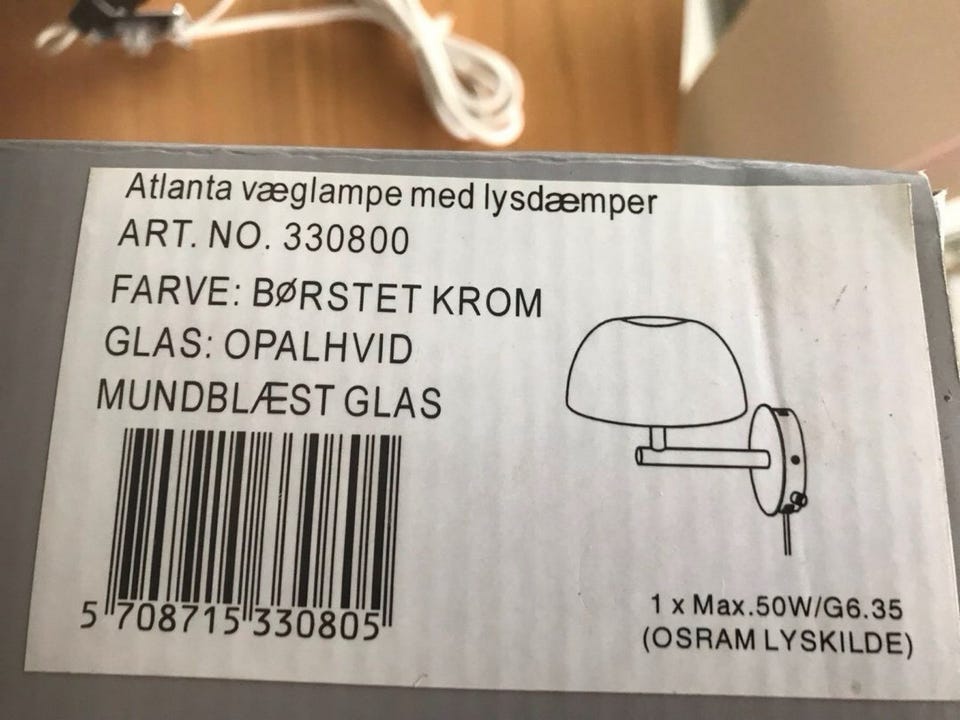 Atlanta væglampe med lysdæmper
ART. NO. 330800
FARVE: BØRSTET KROM
GLAS: OPALHVID
MUNDBLÆST GLAS
5 708715 330805
1 x Max.50W/G6.35
(OSRAM LYSKILDE)